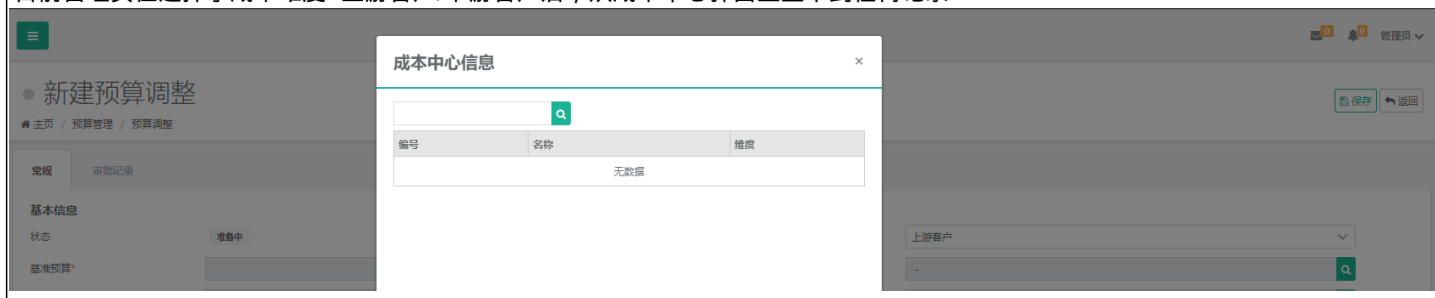 0
0
管理员
成本中心信息
×
新建预算调整
保存
返回
主页 / 预算管理 / 预算调整
编号
名称
维度
无数据
常规
审批记录
基本信息
状态
准备中
上游客户
基准预算*
-